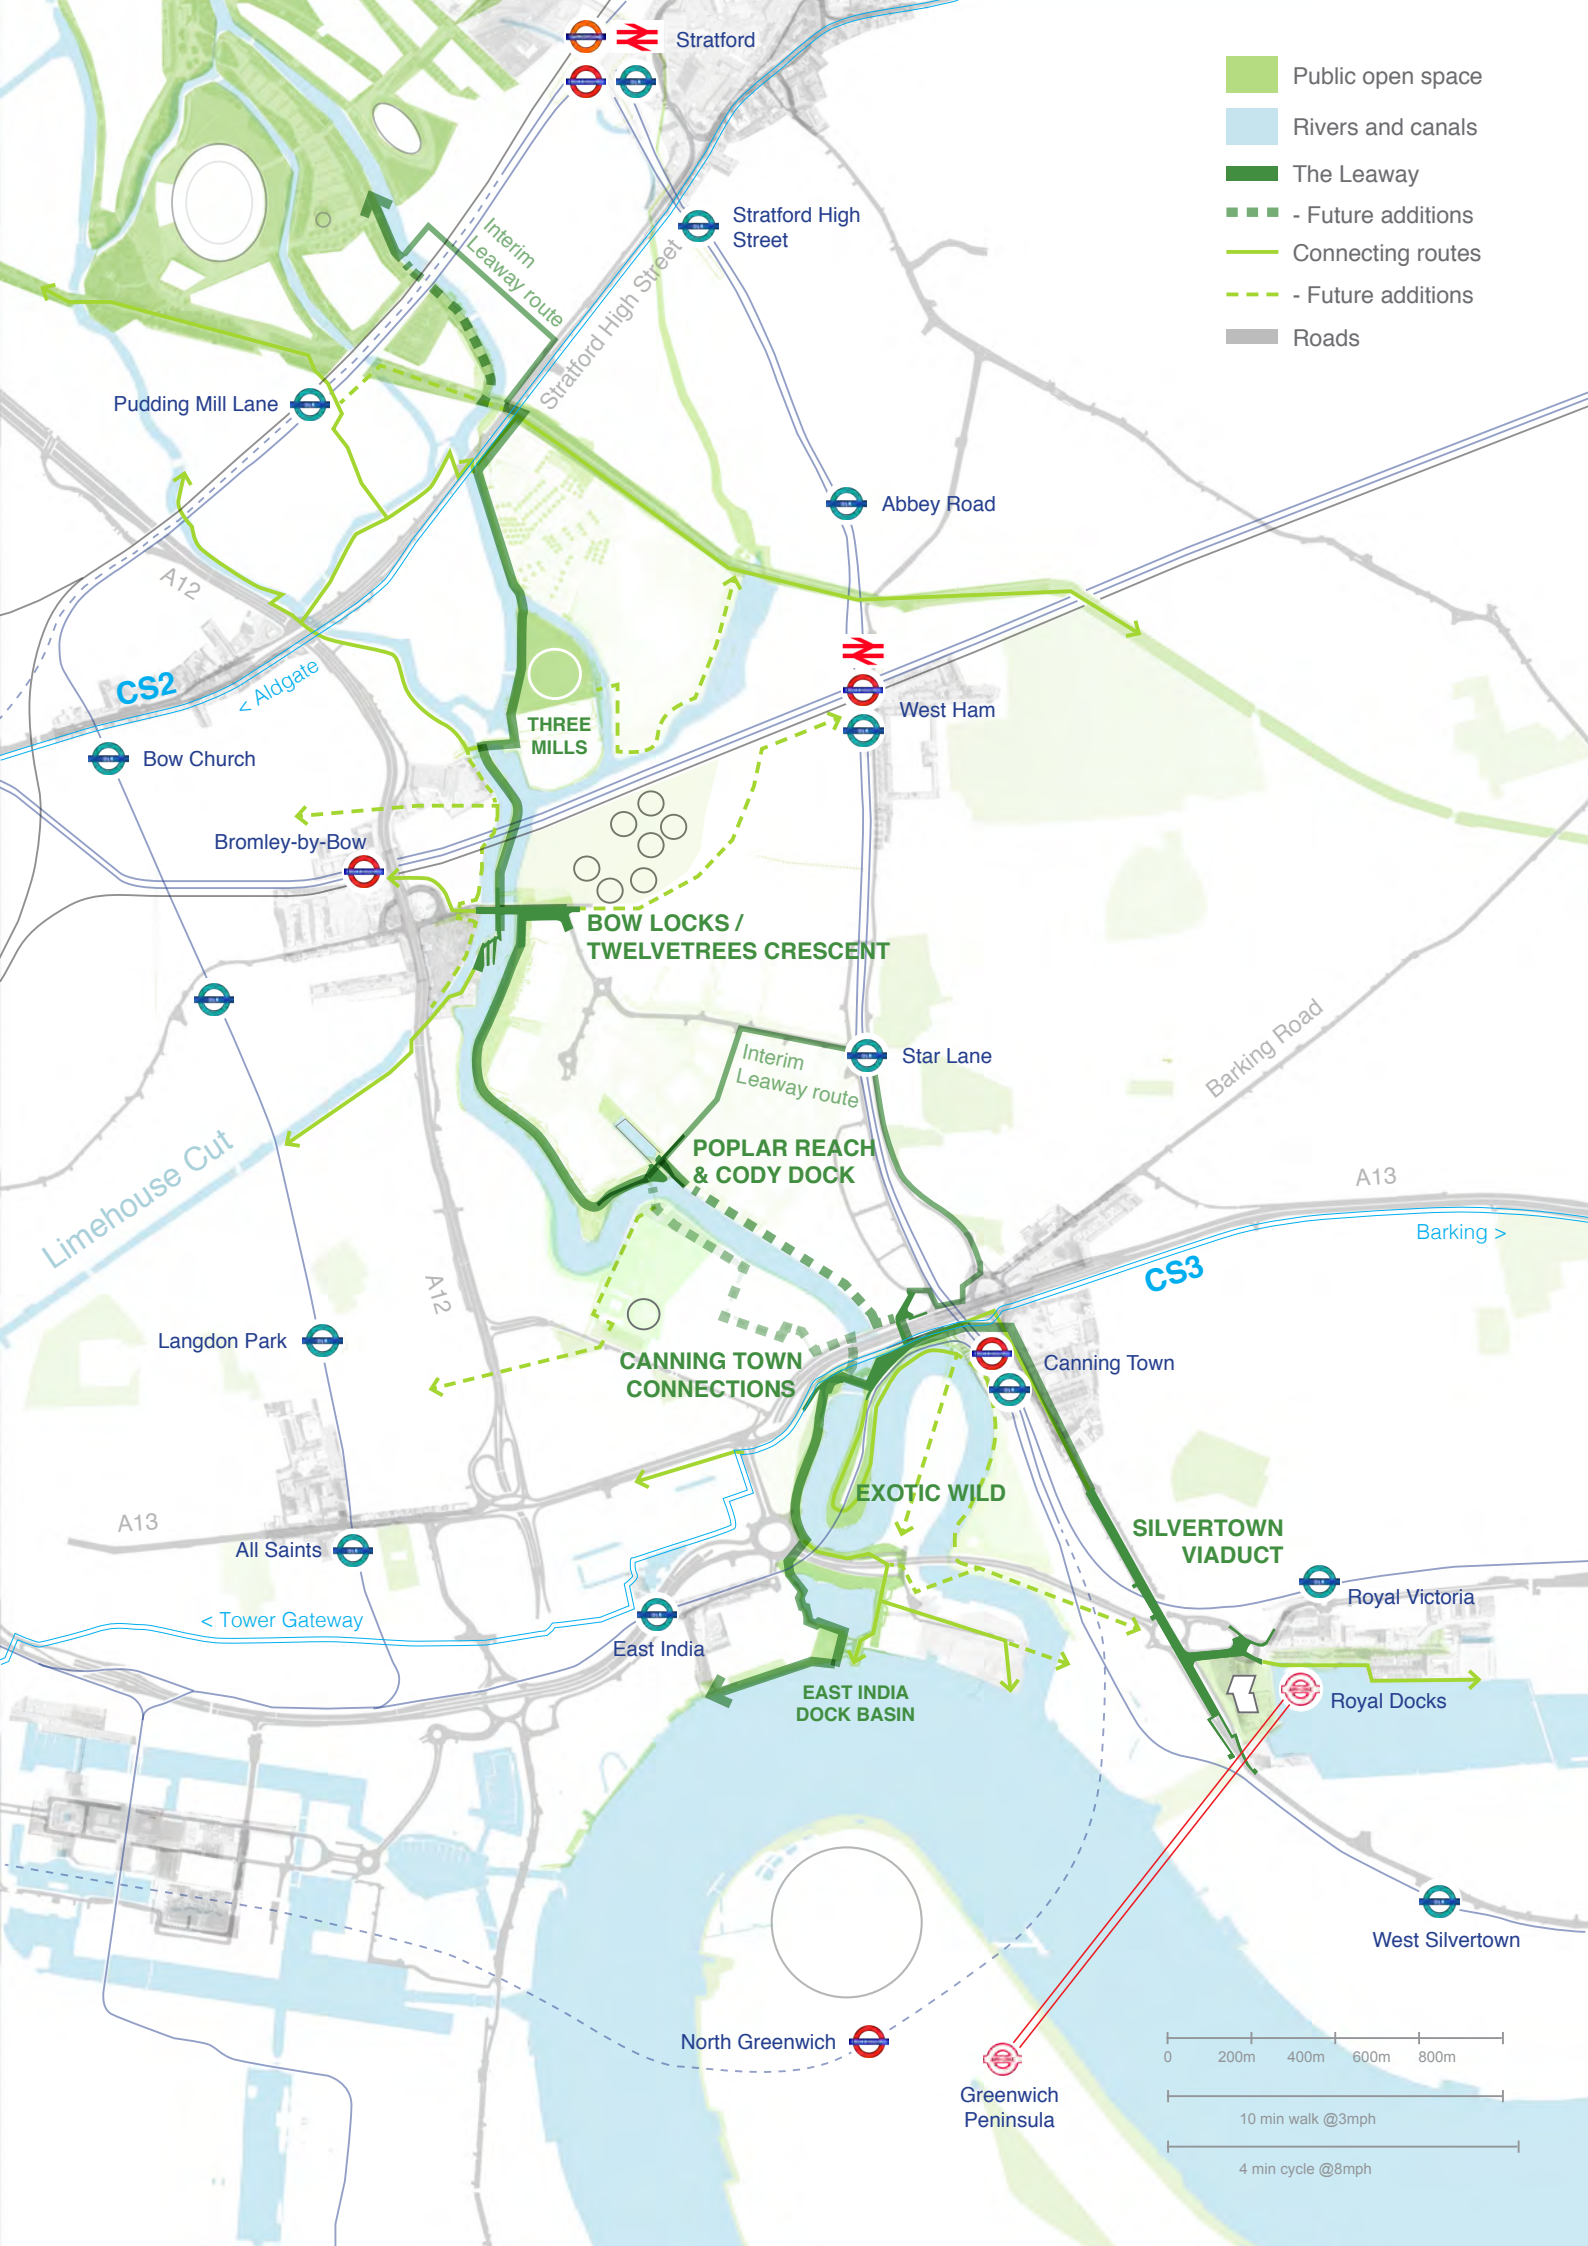 Stratford
Public open space
Rivers and canals
The Leaway
- Future additions
Connecting routes
- Future additions
Roads
Stratford High
Street
Interim
Leaway route
Stratford High Street
Pudding Mill Lane
Abbey Road
A12
CS2
< Aldgate
West Ham
THREE
MILLS
Bow Church
Bromley-by-Bow
BOW LOCKS /
TWELVETREES CRESCENT
Interim
Leaway route
Star Lane
Barking Road
Limehouse Cut
POPLAR REACH
& CODY DOCK
A13
Barking >
CS3
A12
Langdon Park
CANNING TOWN
CONNECTIONS
Canning Town
EXOTIC WILD
SILVERTOWN
VIADUCT
A13
All Saints
Royal Victoria
< Tower Gateway
East India
EAST INDIA
DOCK BASIN
Royal Docks
West Silvertown
North Greenwich
Greenwich
Peninsula
0 200m 400m 600m 800m
10 min walk @3mph
4 min cycle @8mph